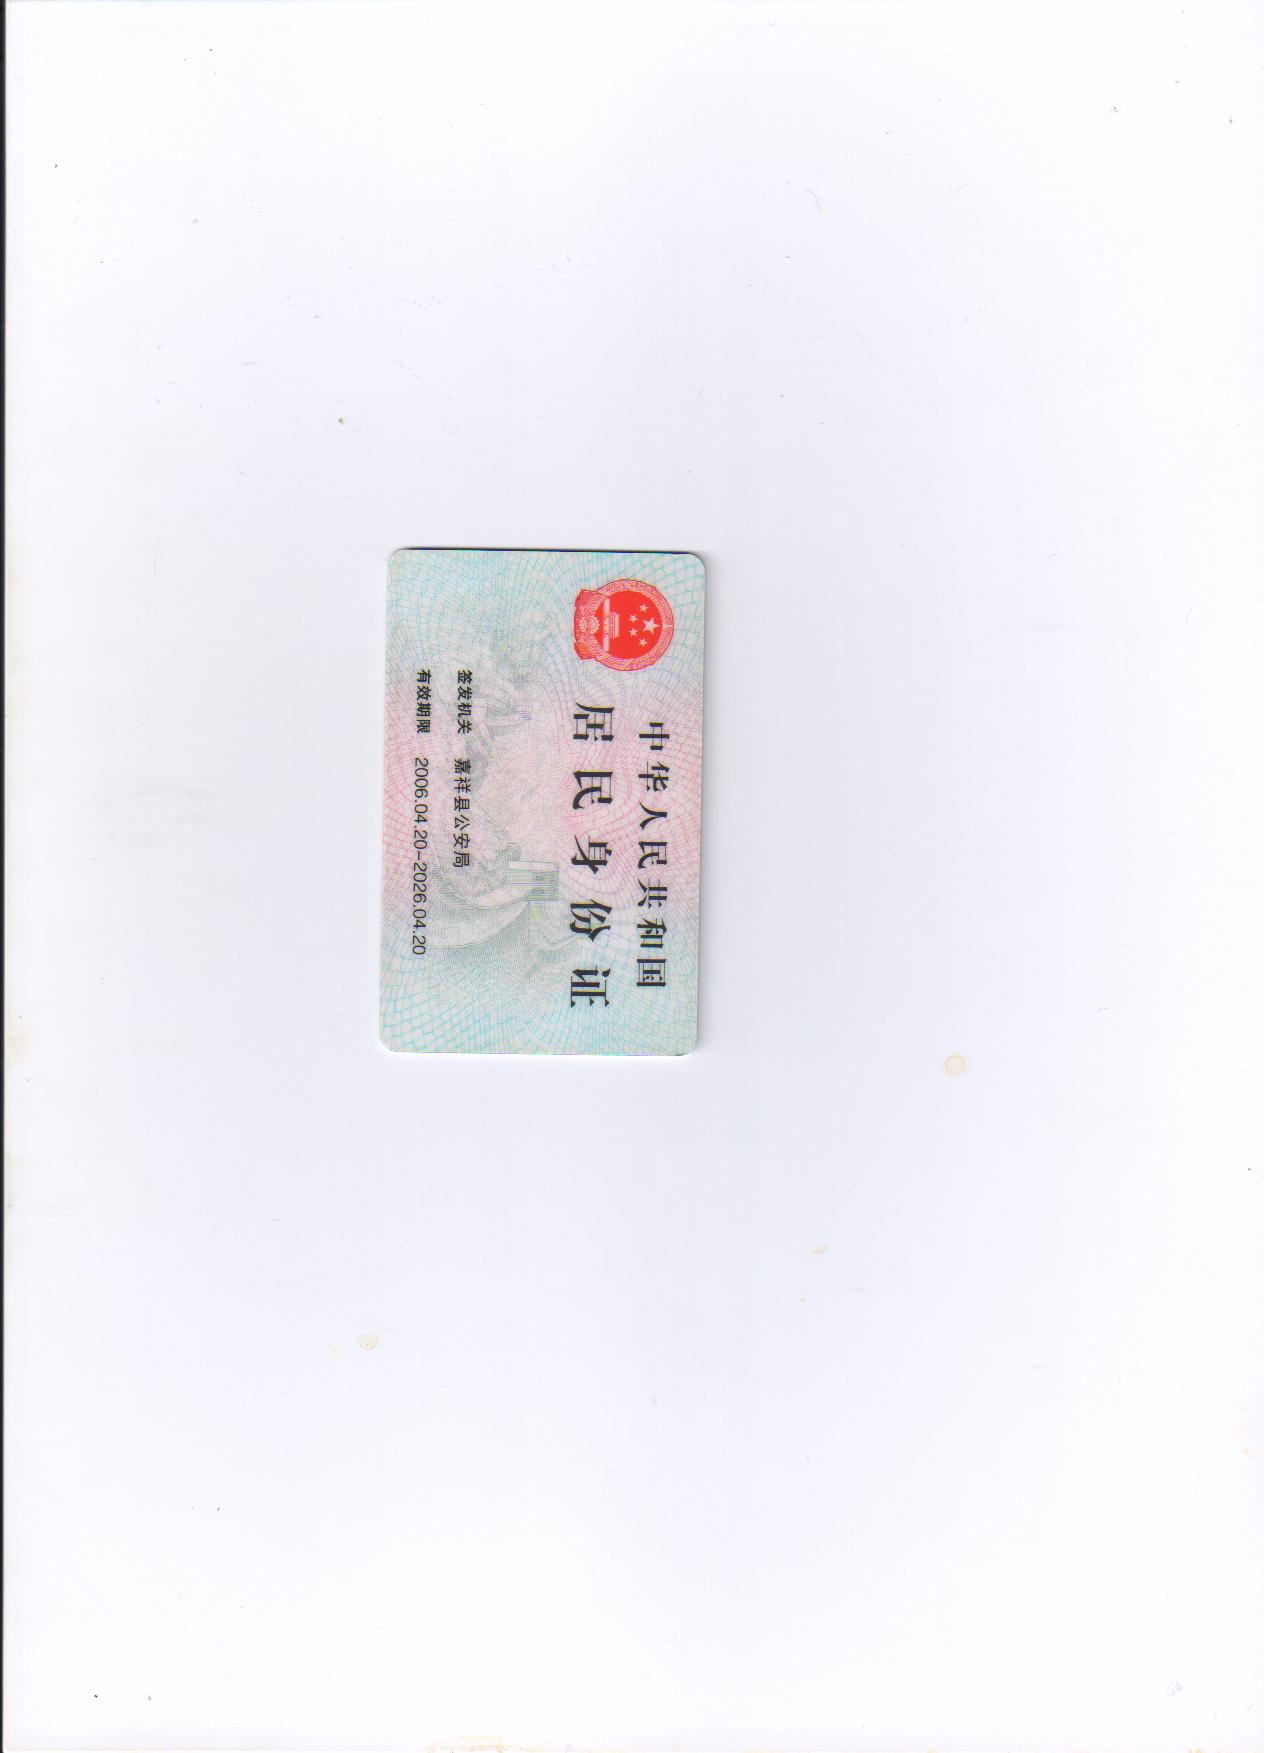 中华人民共和国
居民身份证
签发机关 嘉祥县公安局
有效期限 2006.04.20-2026.04.20